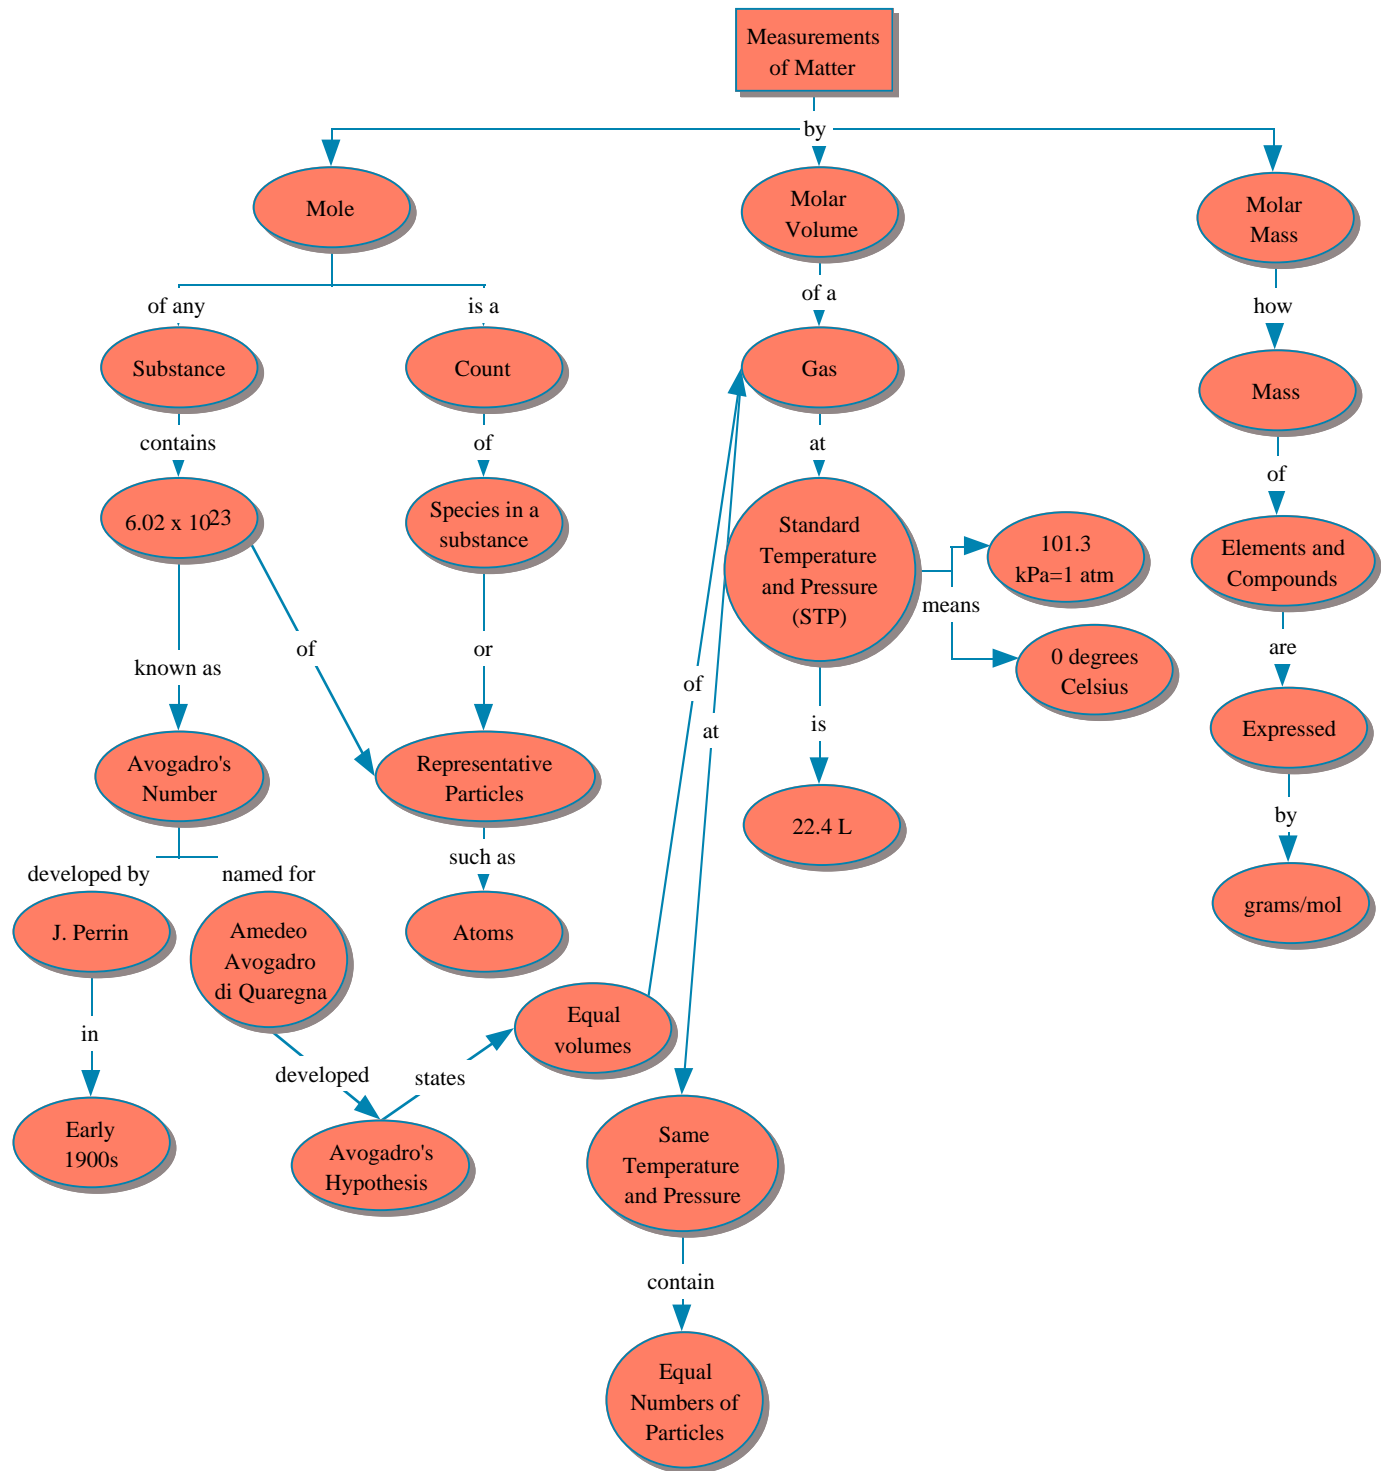 Measurements
of Matter
by
Mole
Molar
Volume
Molar
Mass
of any
is a
of a
how
Substance
Count
Gas
Mass
contains
of
at
of
6.02 x 10²³
Species in a
substance
Standard
Temperature
and Pressure
(STP)
101.3
kPa=1 atm
means
0 degrees
Celsius
Elements and
Compounds
known as
of
or
of
at
is
are
Avogadro's
Number
Representative
Particles
22.4 L
Expressed
by
developed by
named for
such as
J. Perrin
Amedeo
Avogadro
di Quaregna
Atoms
grams/mol
in
developed
states
Equal
volumes
Early
1900s
Avogadro's
Hypothesis
Same
Temperature
and Pressure
contain
Equal
Numbers of
Particles